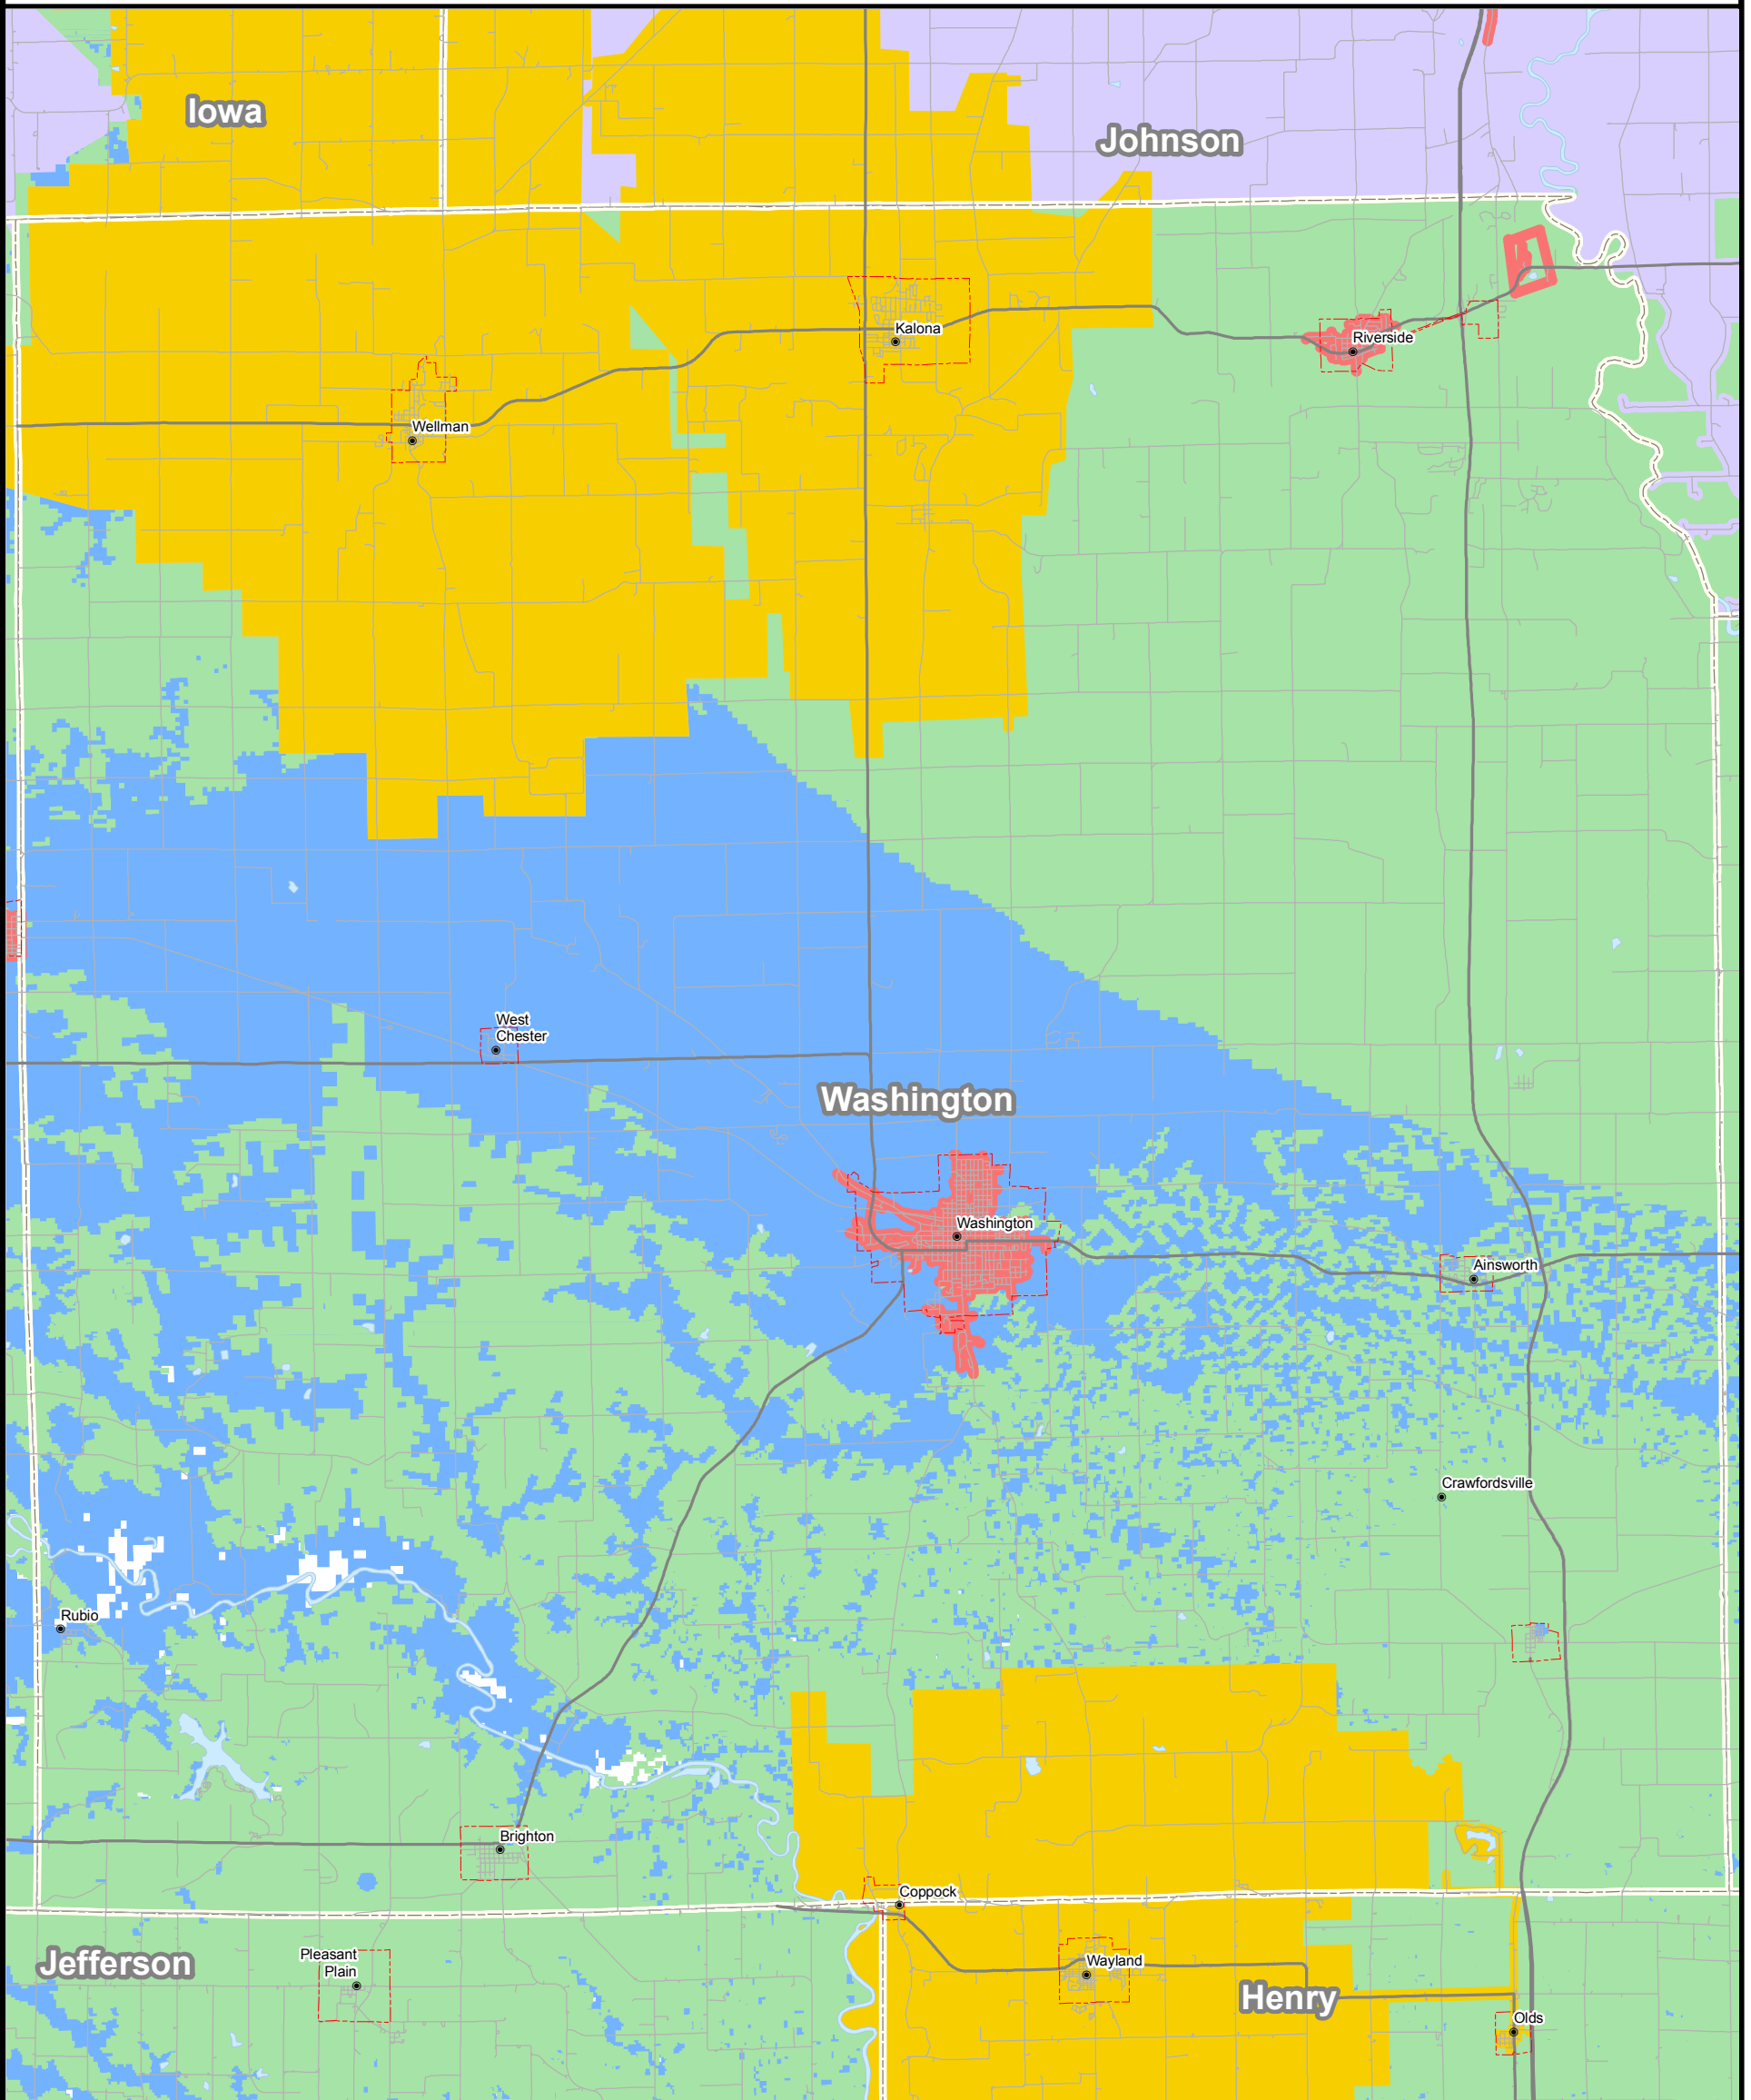 Iowa
Johnson
Kalona
Riverside
Wellman
West
Chester
Washington
Washington
Ainsworth
Crawfordsville
Rubio
Brighton
Coppock
Jefferson
Pleasant
Plain
Wayland
Henry
Olds